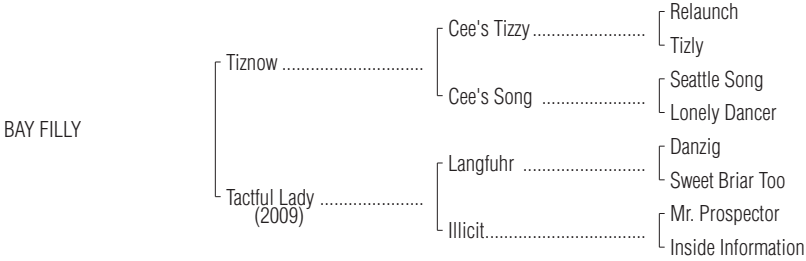 Relaunch
Cee's Tizzy
Tizly
Tiznow
Seattle Song
Cee's Song
Lonely Dancer
BAY FILLY
Danzig
Langfuhr
Sweet Briar Too
Tactful Lady
(2009)
Mr. Prospector
Illicit
Inside Information